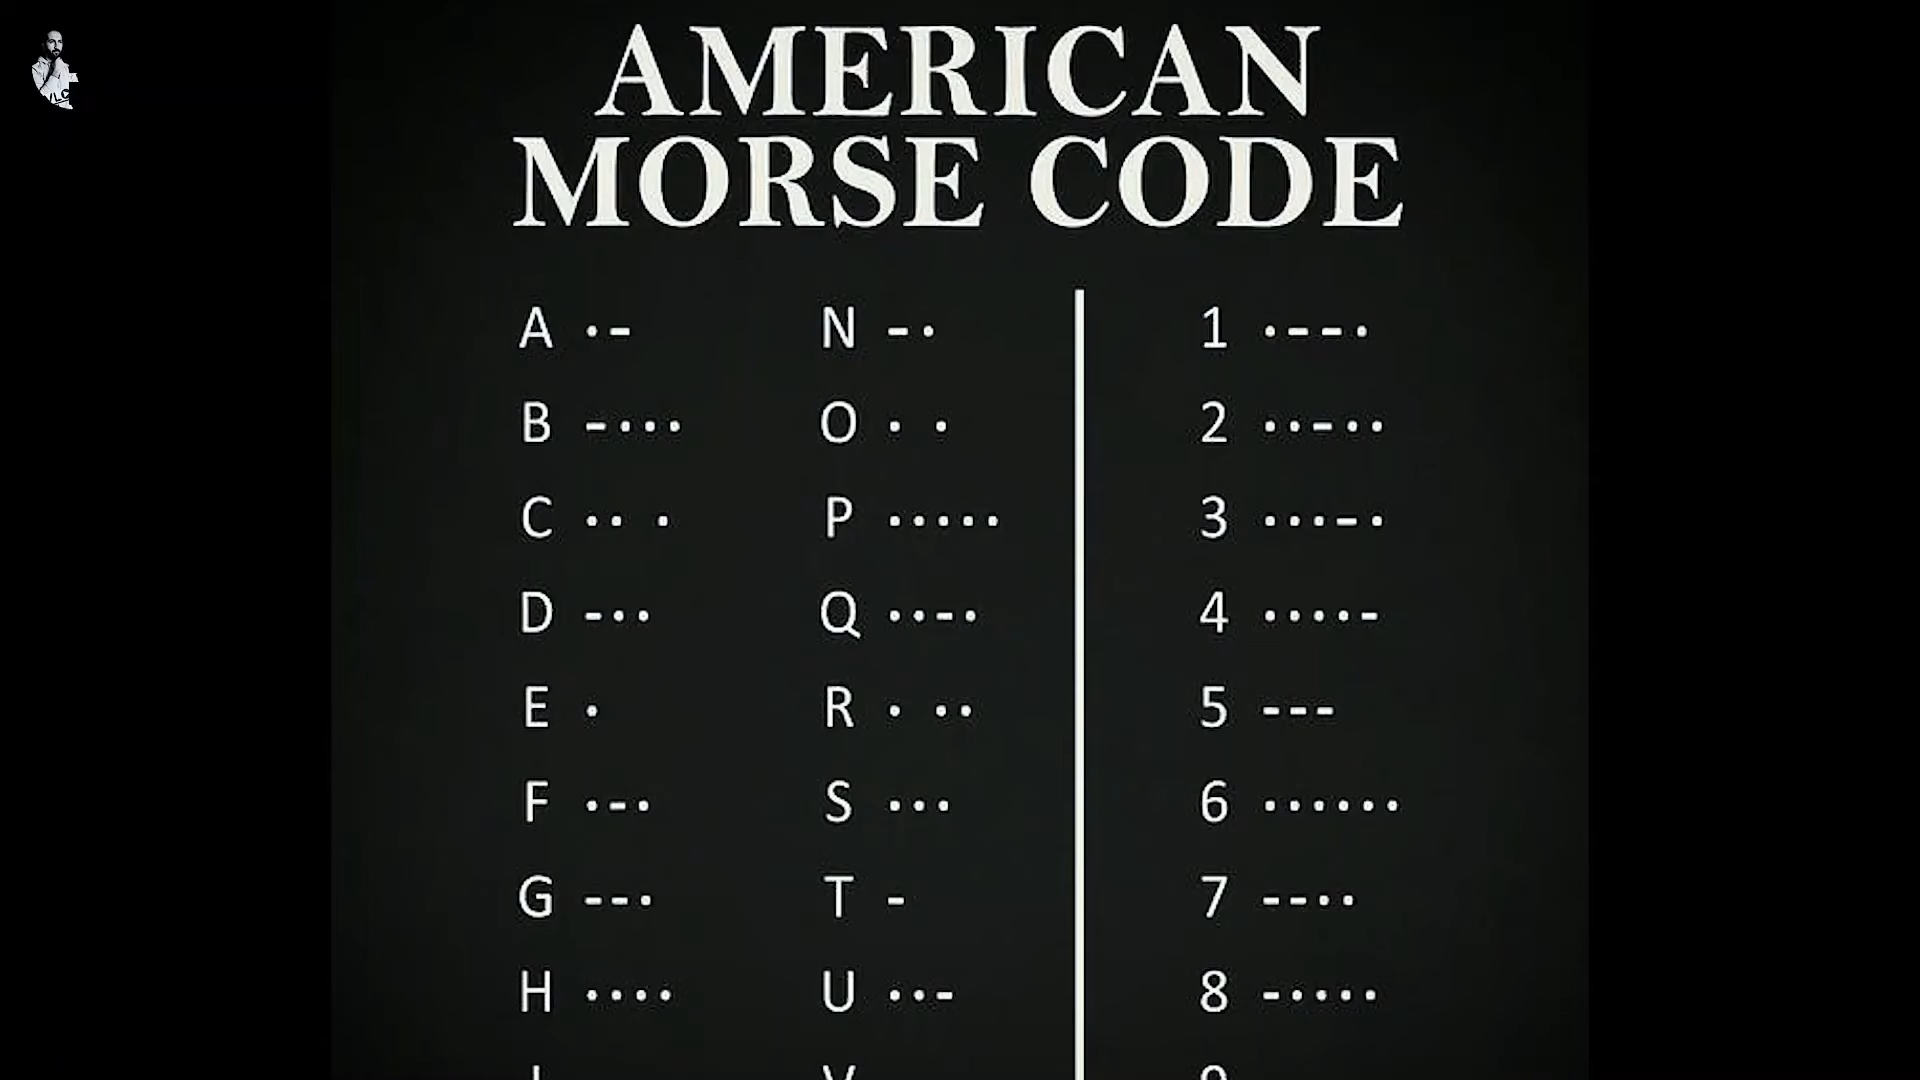 AMERICAN
MORSE CODE
A ·- N -· 1 ·--·
B -··· O · · 2 ··-··
C ·· · P ····· 3 ···-·
D -·· Q ··-· 4 ····-
E · R · ·· 5 ---
F ·-· S ··· 6 ······
G --· T - 7 --··
H ···· U ··- 8 -····